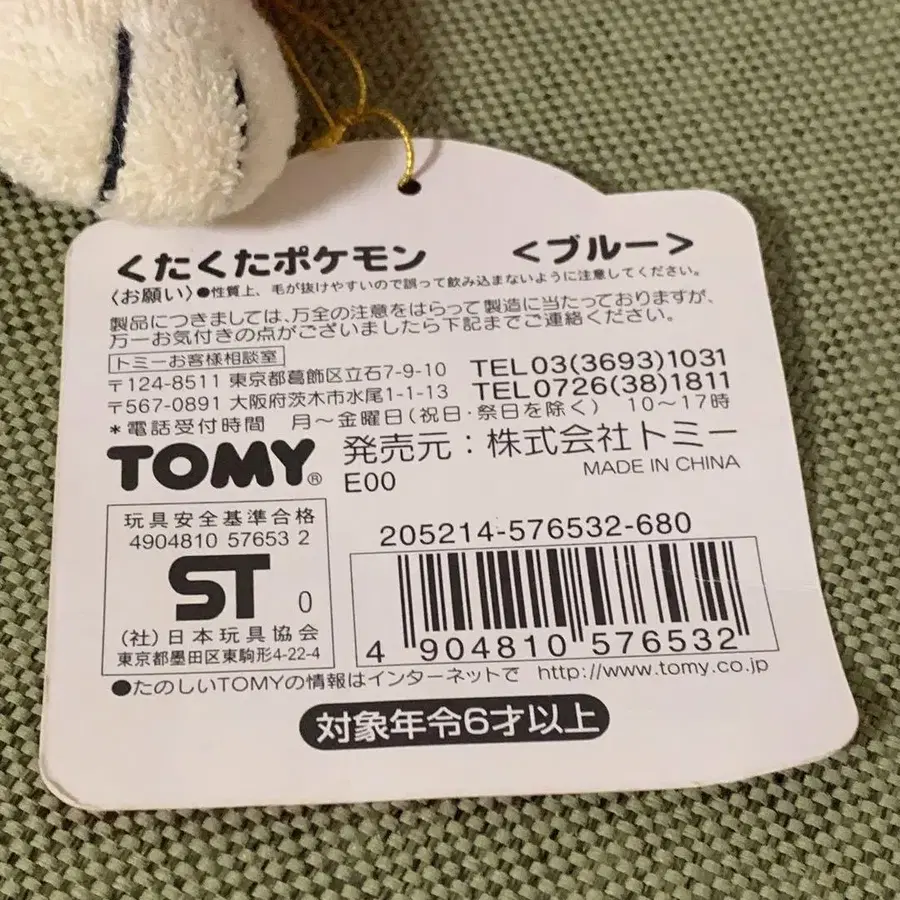 くたくたポケモン <ブルー>
〈お願い〉●性質上、毛が抜けやすいので誤って飲み込まないように注意してください。
製品につきましては、万全の注意をはらって製造に当たっておりますが、
万一お気付きの点がございましたら下記までご連絡ください。
トミーお客様相談室
〒124-8511 東京都葛飾区立石7-9-10 TEL03(3693)1031
〒567-0891 大阪府茨木市水尾1-1-13 TEL0726(38)1811
*電話受付時間 月〜金曜日(祝日・祭日を除く) 10〜17時
TOMY® 発売元:株式会社トミー
E00 MADE IN CHINA
玩具安全基準合格
4904810 57653 2
ST 0
(社)日本玩具協会
東京都墨田区東駒形4-22-4
205214-576532-680
4 904810 576532
●たのしいTOMYの情報はインターネットで http://www.tomy.co.jp
対象年令6才以上